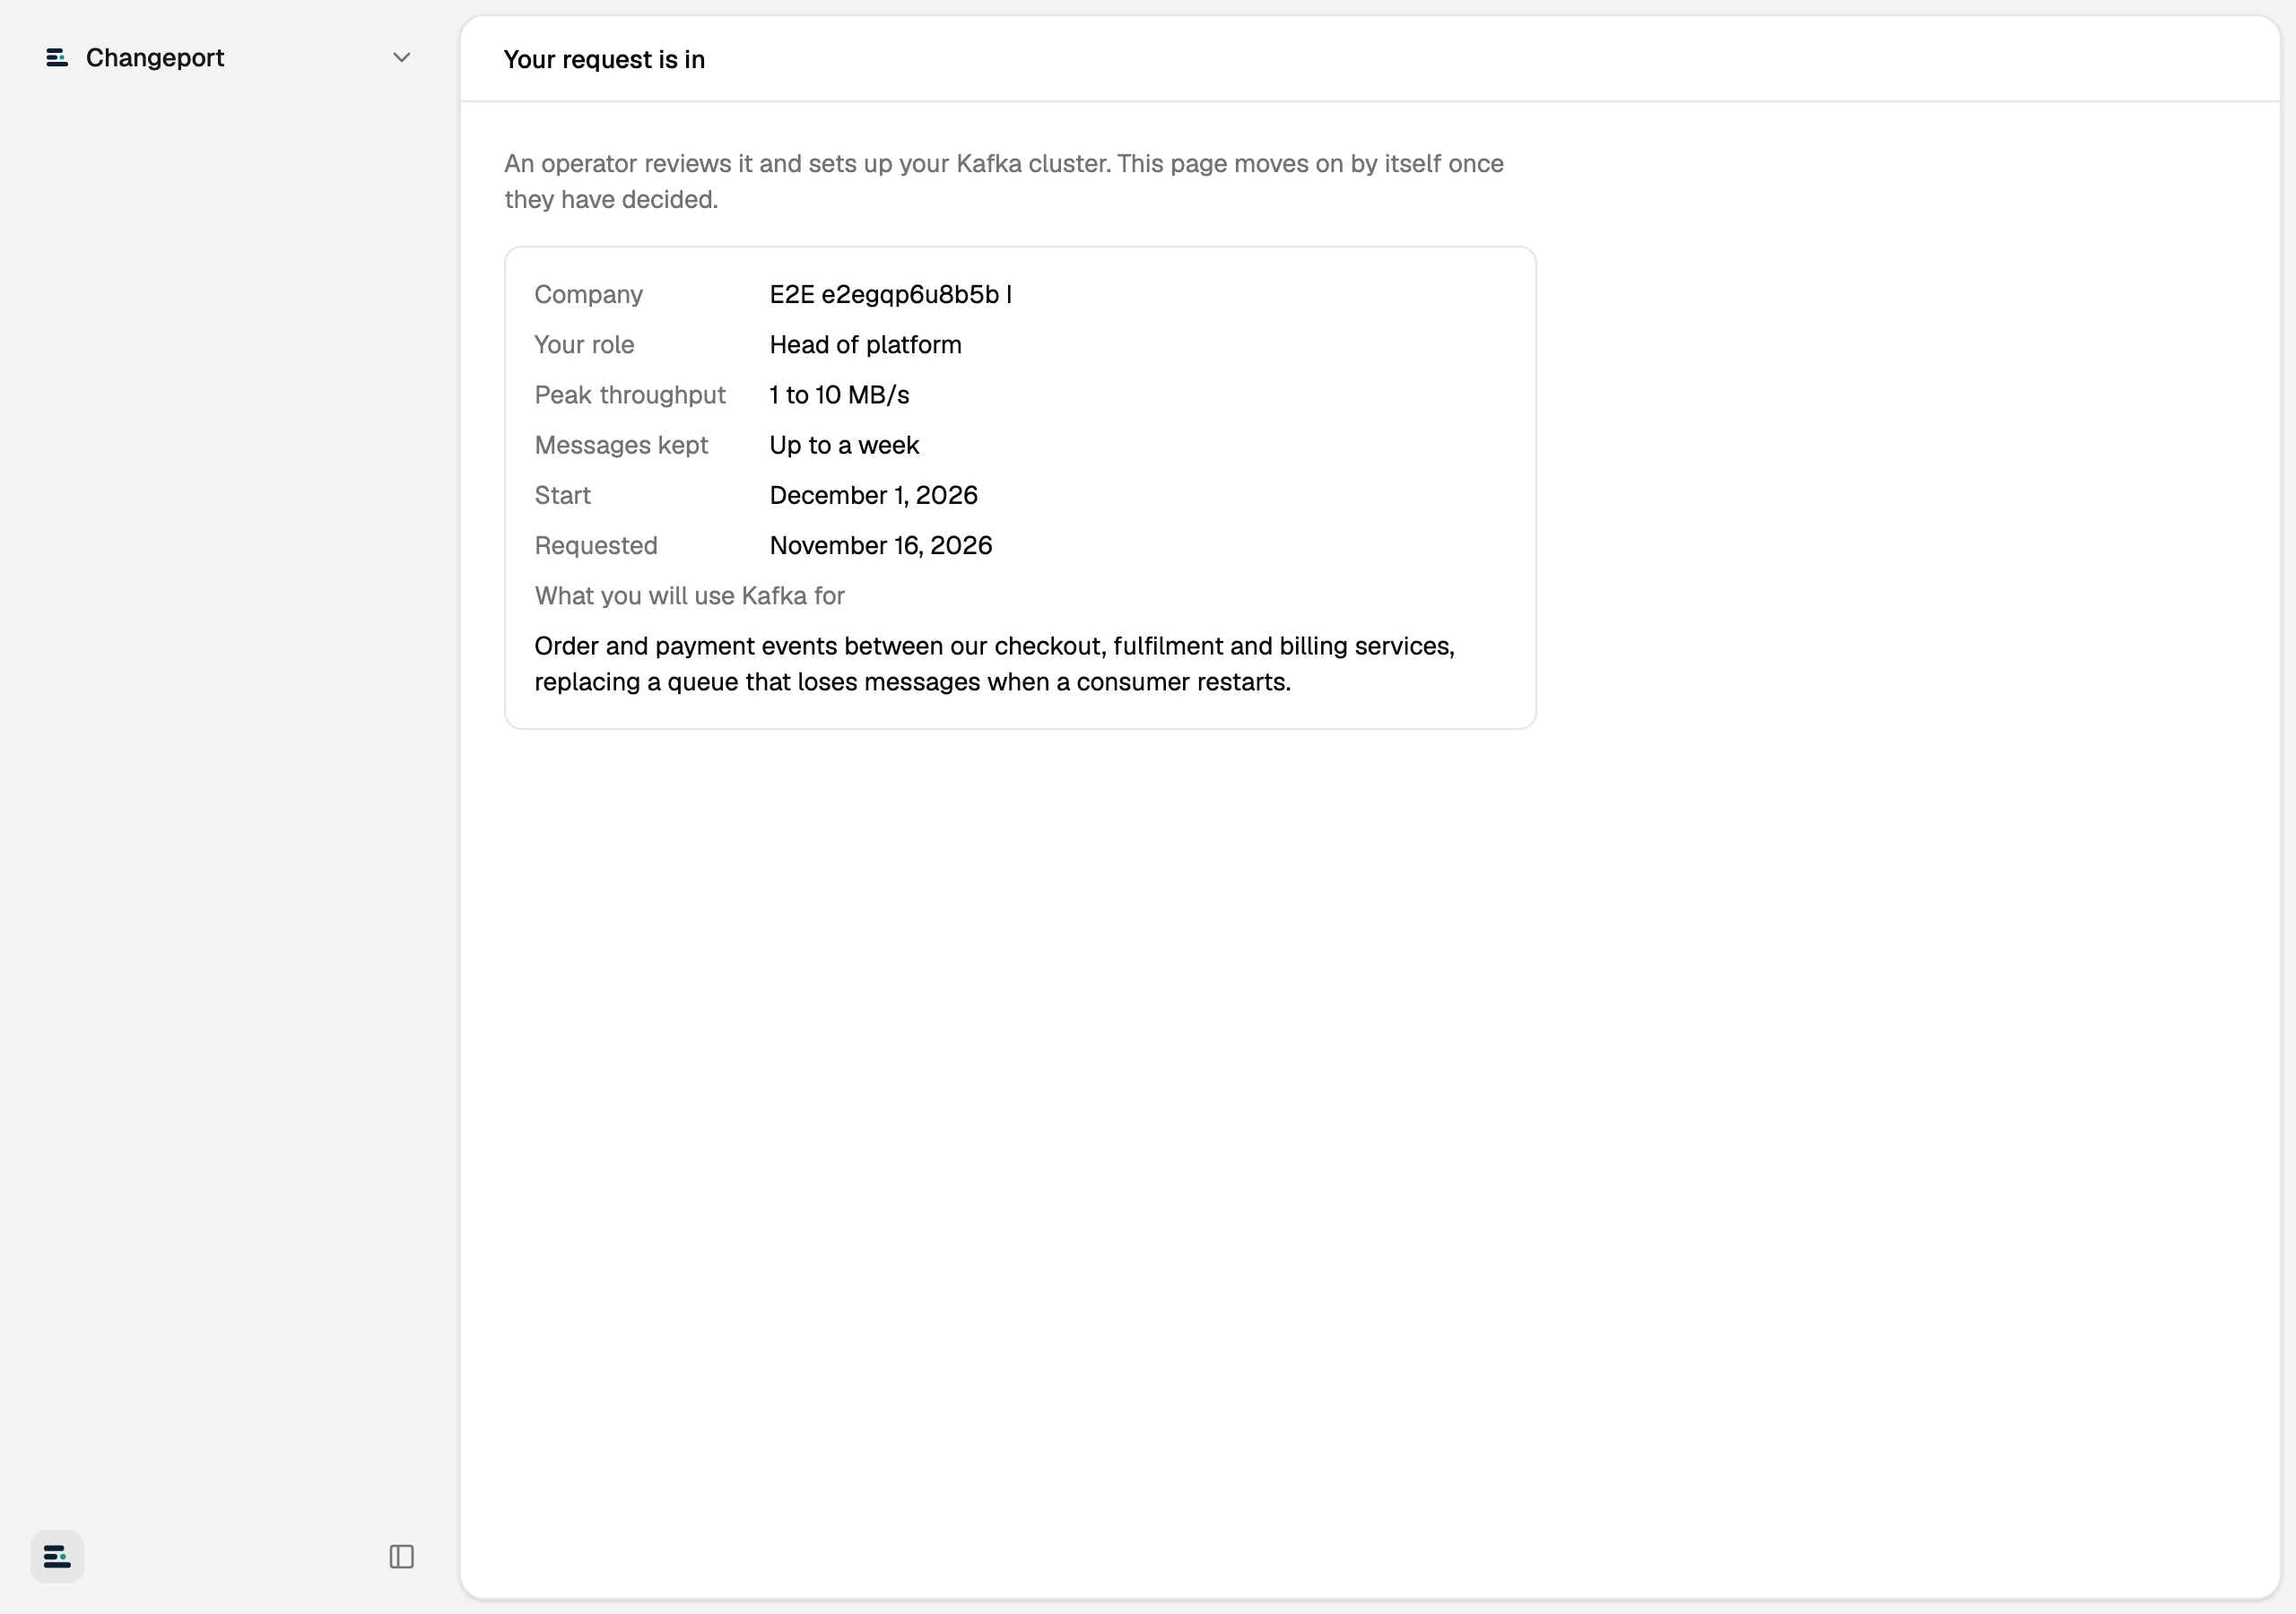 Changeport
Your request is in
An operator reviews it and sets up your Kafka cluster. This page moves on by itself once
they have decided.
Company E2E e2egqp6u8b5b I
Your role Head of platform
Peak throughput 1 to 10 MB/s
Messages kept Up to a week
Start December 1, 2026
Requested November 16, 2026
What you will use Kafka for
Order and payment events between our checkout, fulfilment and billing services,
replacing a queue that loses messages when a consumer restarts.